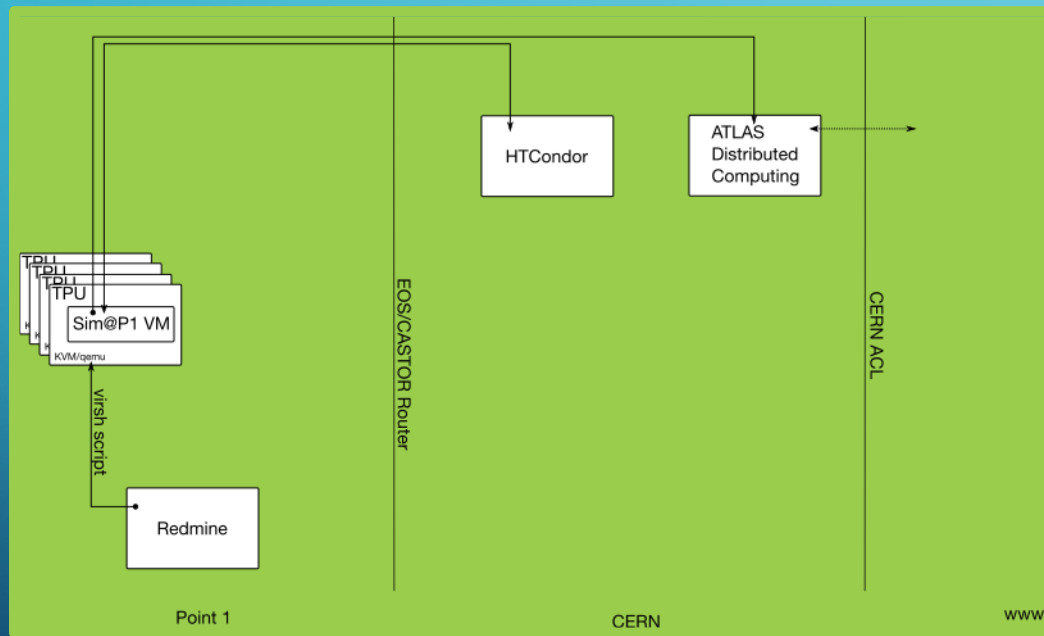 HTCondor
ATLAS
Distributed
Computing
TPU
TPU
TPU
TPU
Sim@P1 VM
K
K
K
KVM/qemu
virsh script
Redmine
EOS/CASTOR Router
CERN ACL
Point 1
CERN
www